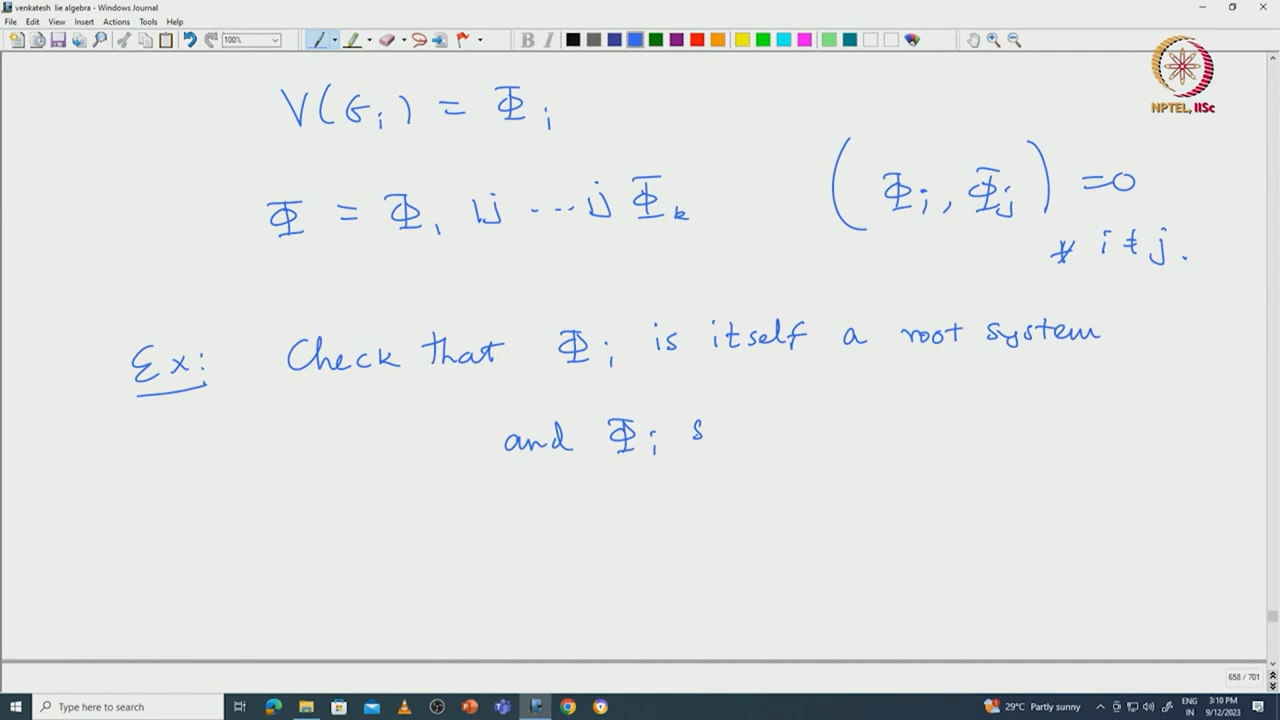 venkatesh lie algebra - Windows Journal
File Edit View Insert Actions Tools Help
100%
B I
NPTEL, IISc
V(G_i) = Φ_i
Φ = Φ_1 ⊔ ... ⊔ Φ_k
(Φ_i, Φ_j) = 0
∀ i ≠ j.
Ex: Check that Φ_i is itself a root system
and Φ_i s
658 / 701
Type here to search
29°C Partly sunny
ENG
IN
3:10 PM
9/12/2023